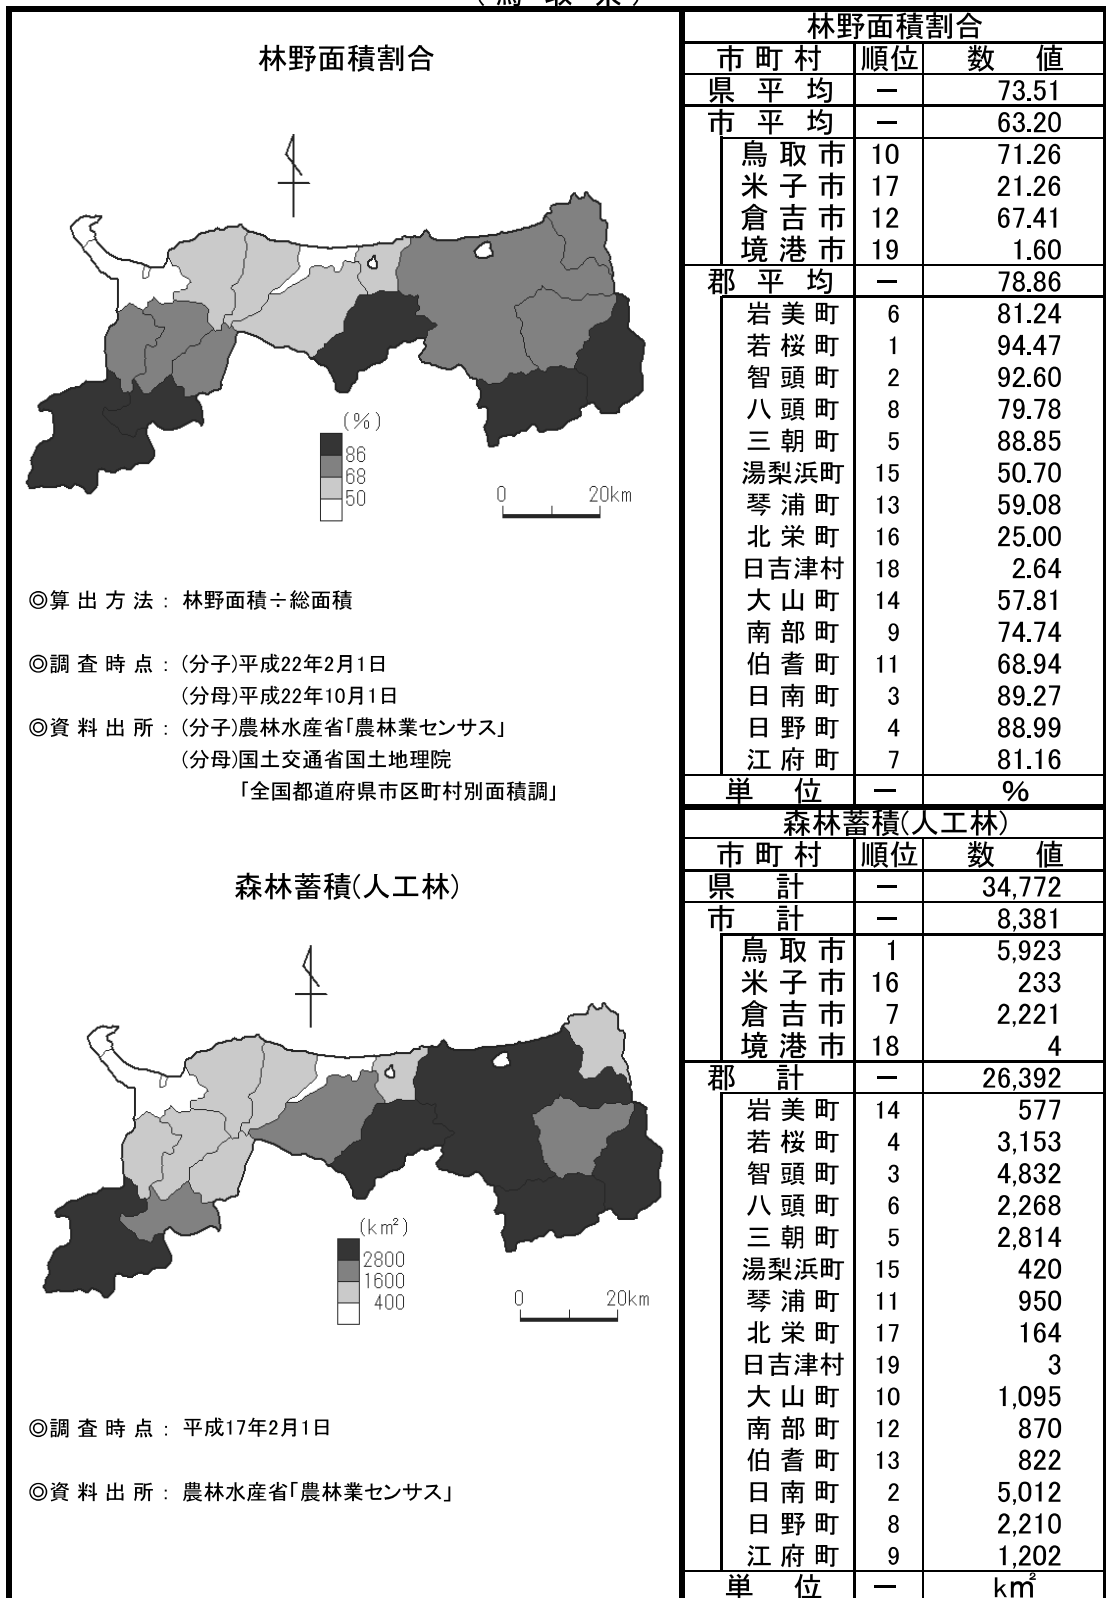 (鳥 取 県)
林野面積割合
(%)
86
68
50
0 20km
◎算出方法: 林野面積÷総面積
◎調査時点: (分子)平成22年2月1日
(分母)平成22年10月1日
◎資料出所: (分子)農林水産省「農林業センサス」
(分母)国土交通省国土地理院
「全国都道府県市区町村別面積調」
林野面積割合
市町村 順位 数 値
県平均 − 73.51
市平均 − 63.20
鳥取市 10 71.26
米子市 17 21.26
倉吉市 12 67.41
境港市 19 1.60
郡平均 − 78.86
岩美町 6 81.24
若桜町 1 94.47
智頭町 2 92.60
八頭町 8 79.78
三朝町 5 88.85
湯梨浜町 15 50.70
琴浦町 13 59.08
北栄町 16 25.00
日吉津村 18 2.64
大山町 14 57.81
南部町 9 74.74
伯耆町 11 68.94
日南町 3 89.27
日野町 4 88.99
江府町 7 81.16
単 位 − %
森林蓄積(人工林)
(km²)
2800
1600
400
0 20km
◎調査時点: 平成17年2月1日
◎資料出所: 農林水産省「農林業センサス」
森林蓄積(人工林)
市町村 順位 数 値
県 計 − 34,772
市 計 − 8,381
鳥取市 1 5,923
米子市 16 233
倉吉市 7 2,221
境港市 18 4
郡 計 − 26,392
岩美町 14 577
若桜町 4 3,153
智頭町 3 4,832
八頭町 6 2,268
三朝町 5 2,814
湯梨浜町 15 420
琴浦町 11 950
北栄町 17 164
日吉津村 19 3
大山町 10 1,095
南部町 12 870
伯耆町 13 822
日南町 2 5,012
日野町 8 2,210
江府町 9 1,202
単 位 − k㎡